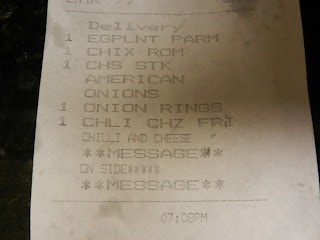 Delivery
1 EGPLNT PARM
1 CHIX ROM
1 CHS STK
AMERICAN
ONIONS
1 ONION RINGS
1 CHLI CHZ FRI
CHILLI AND CHEESE
**MESSAGE**
ON SIDE*****
**MESSAGE**
07:08PM